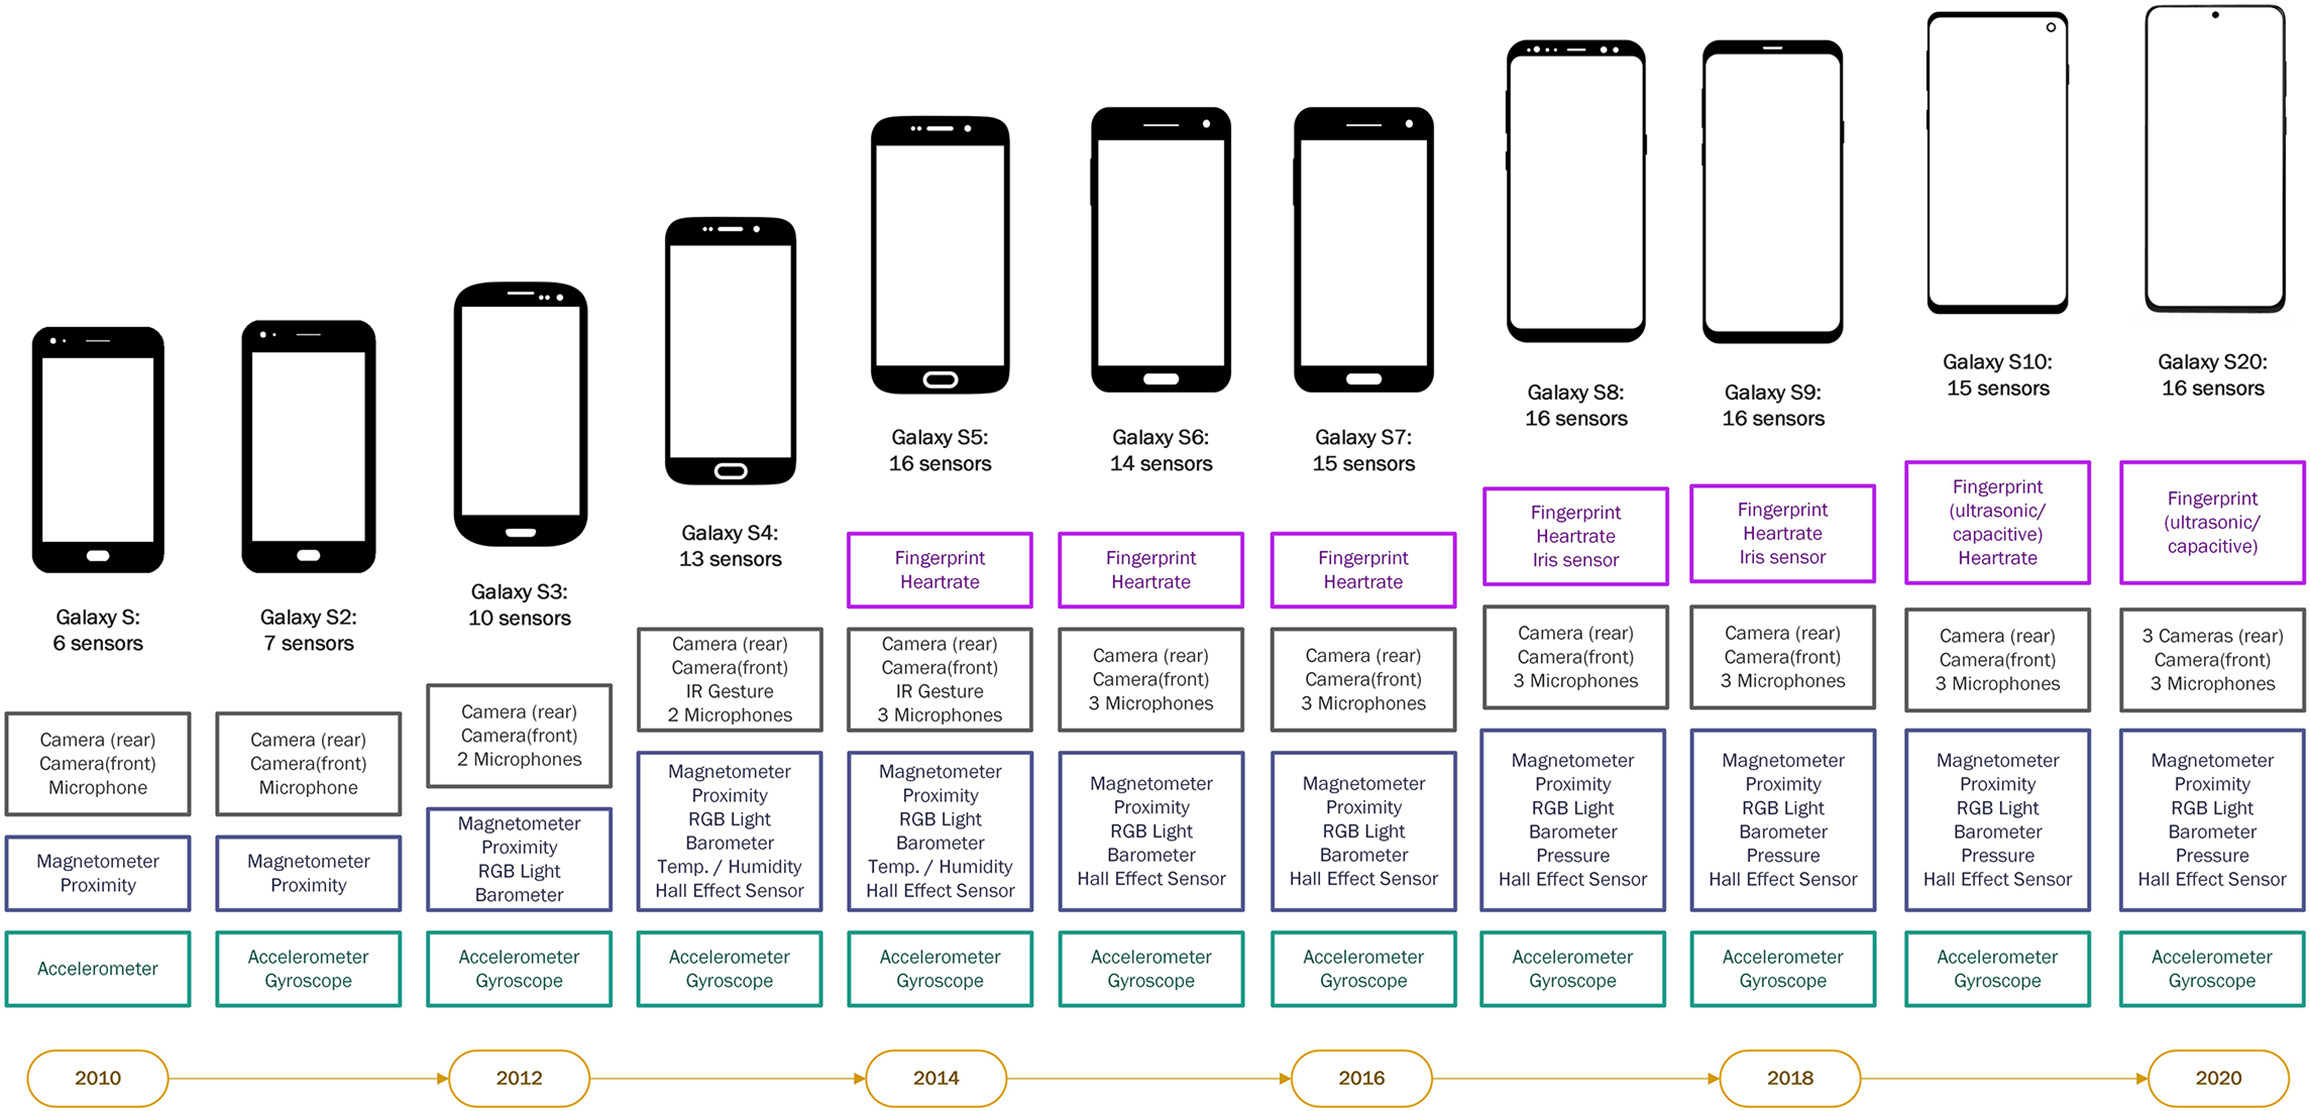 Galaxy S:
6 sensors
Camera (rear)
Camera(front)
Microphone
Magnetometer
Proximity
Accelerometer
Galaxy S2:
7 sensors
Camera (rear)
Camera(front)
Microphone
Magnetometer
Proximity
Accelerometer
Gyroscope
Galaxy S3:
10 sensors
Camera (rear)
Camera(front)
2 Microphones
Magnetometer
Proximity
RGB Light
Barometer
Accelerometer
Gyroscope
Galaxy S4:
13 sensors
Camera (rear)
Camera(front)
IR Gesture
2 Microphones
Magnetometer
Proximity
RGB Light
Barometer
Temp. / Humidity
Hall Effect Sensor
Accelerometer
Gyroscope
Galaxy S5:
16 sensors
Fingerprint
Heartrate
Camera (rear)
Camera(front)
IR Gesture
3 Microphones
Magnetometer
Proximity
RGB Light
Barometer
Temp. / Humidity
Hall Effect Sensor
Accelerometer
Gyroscope
Galaxy S6:
14 sensors
Fingerprint
Heartrate
Camera (rear)
Camera(front)
3 Microphones
Magnetometer
Proximity
RGB Light
Barometer
Hall Effect Sensor
Accelerometer
Gyroscope
Galaxy S7:
15 sensors
Fingerprint
Heartrate
Camera (rear)
Camera(front)
3 Microphones
Magnetometer
Proximity
RGB Light
Barometer
Hall Effect Sensor
Accelerometer
Gyroscope
Galaxy S8:
16 sensors
Fingerprint
Heartrate
Iris sensor
Camera (rear)
Camera(front)
3 Microphones
Magnetometer
Proximity
RGB Light
Barometer
Pressure
Hall Effect Sensor
Accelerometer
Gyroscope
Galaxy S9:
16 sensors
Fingerprint
Heartrate
Iris sensor
Camera (rear)
Camera(front)
3 Microphones
Magnetometer
Proximity
RGB Light
Barometer
Pressure
Hall Effect Sensor
Accelerometer
Gyroscope
Galaxy S10:
15 sensors
Fingerprint
(ultrasonic/
capacitive)
Heartrate
Camera (rear)
Camera(front)
3 Microphones
Magnetometer
Proximity
RGB Light
Barometer
Pressure
Hall Effect Sensor
Accelerometer
Gyroscope
Galaxy S20:
16 sensors
Fingerprint
(ultrasonic/
capacitive)
3 Cameras (rear)
Camera(front)
3 Microphones
Magnetometer
Proximity
RGB Light
Barometer
Pressure
Hall Effect Sensor
Accelerometer
Gyroscope
2010
2012
2014
2016
2018
2020